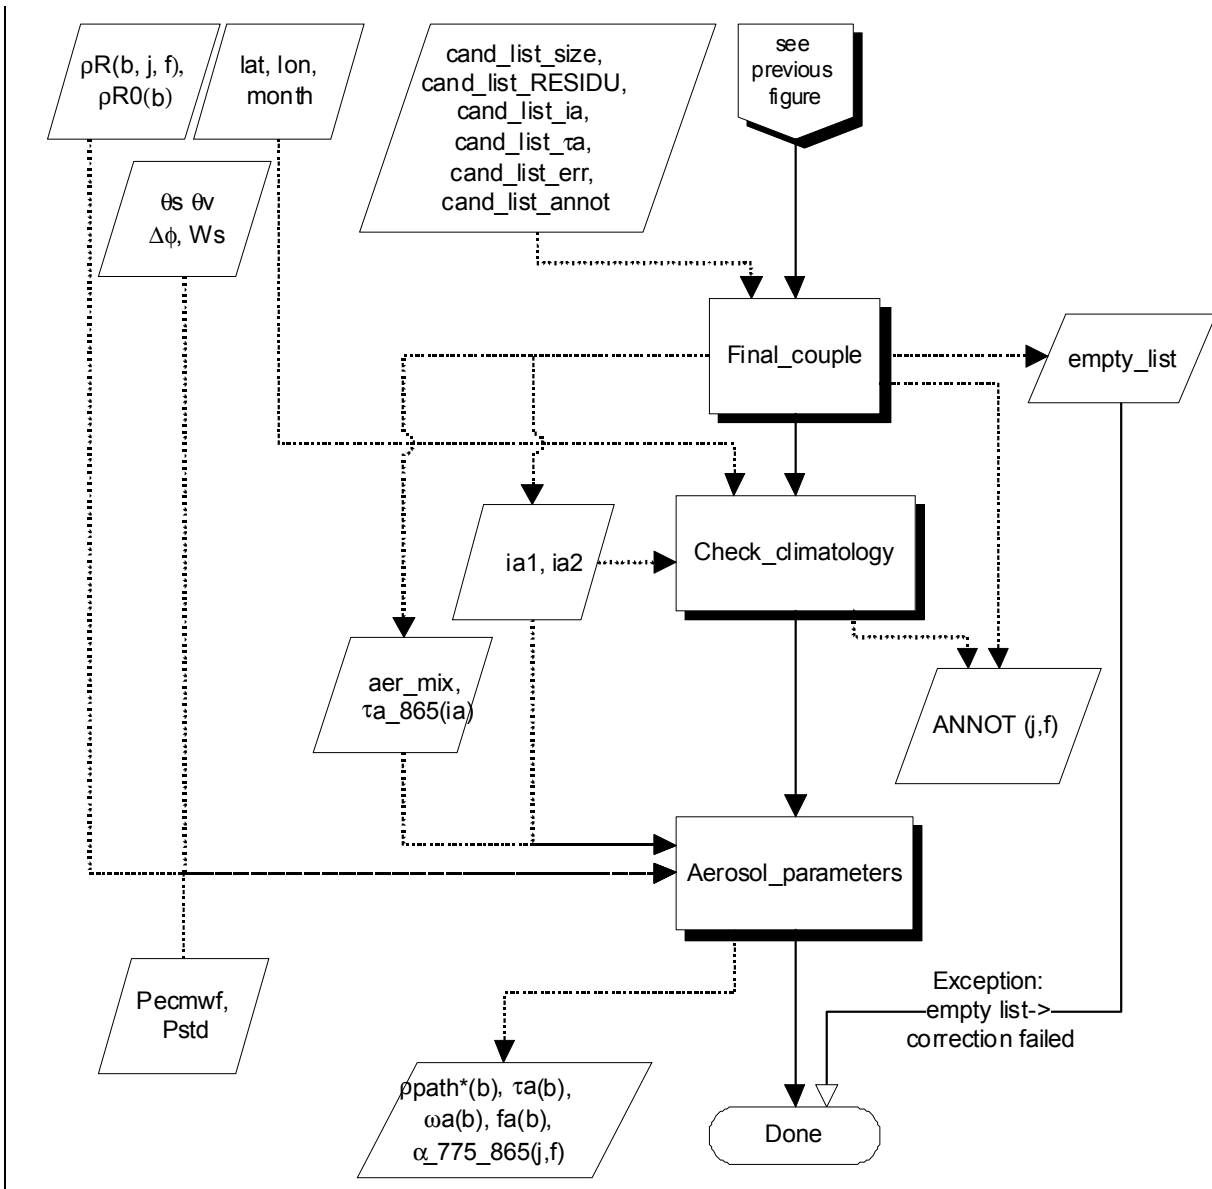 ρR(b, j, f),
ρR0(b)
lat, lon,
month
cand_list_size,
cand_list_RESIDU,
cand_list_ia,
cand_list_τa,
cand_list_err,
cand_list_annot
see
previous
figure
θs θv
Δϕ, Ws
Final_couple
empty_list
Check_climatology
ia1, ia2
aer_mix,
τa_865(ia)
ANNOT (j,f)
Aerosol_parameters
Pecmwf,
Pstd
Exception:
empty list->
correction failed
ρpath*(b), τa(b),
ωa(b), fa(b),
α_775_865(j,f)
Done